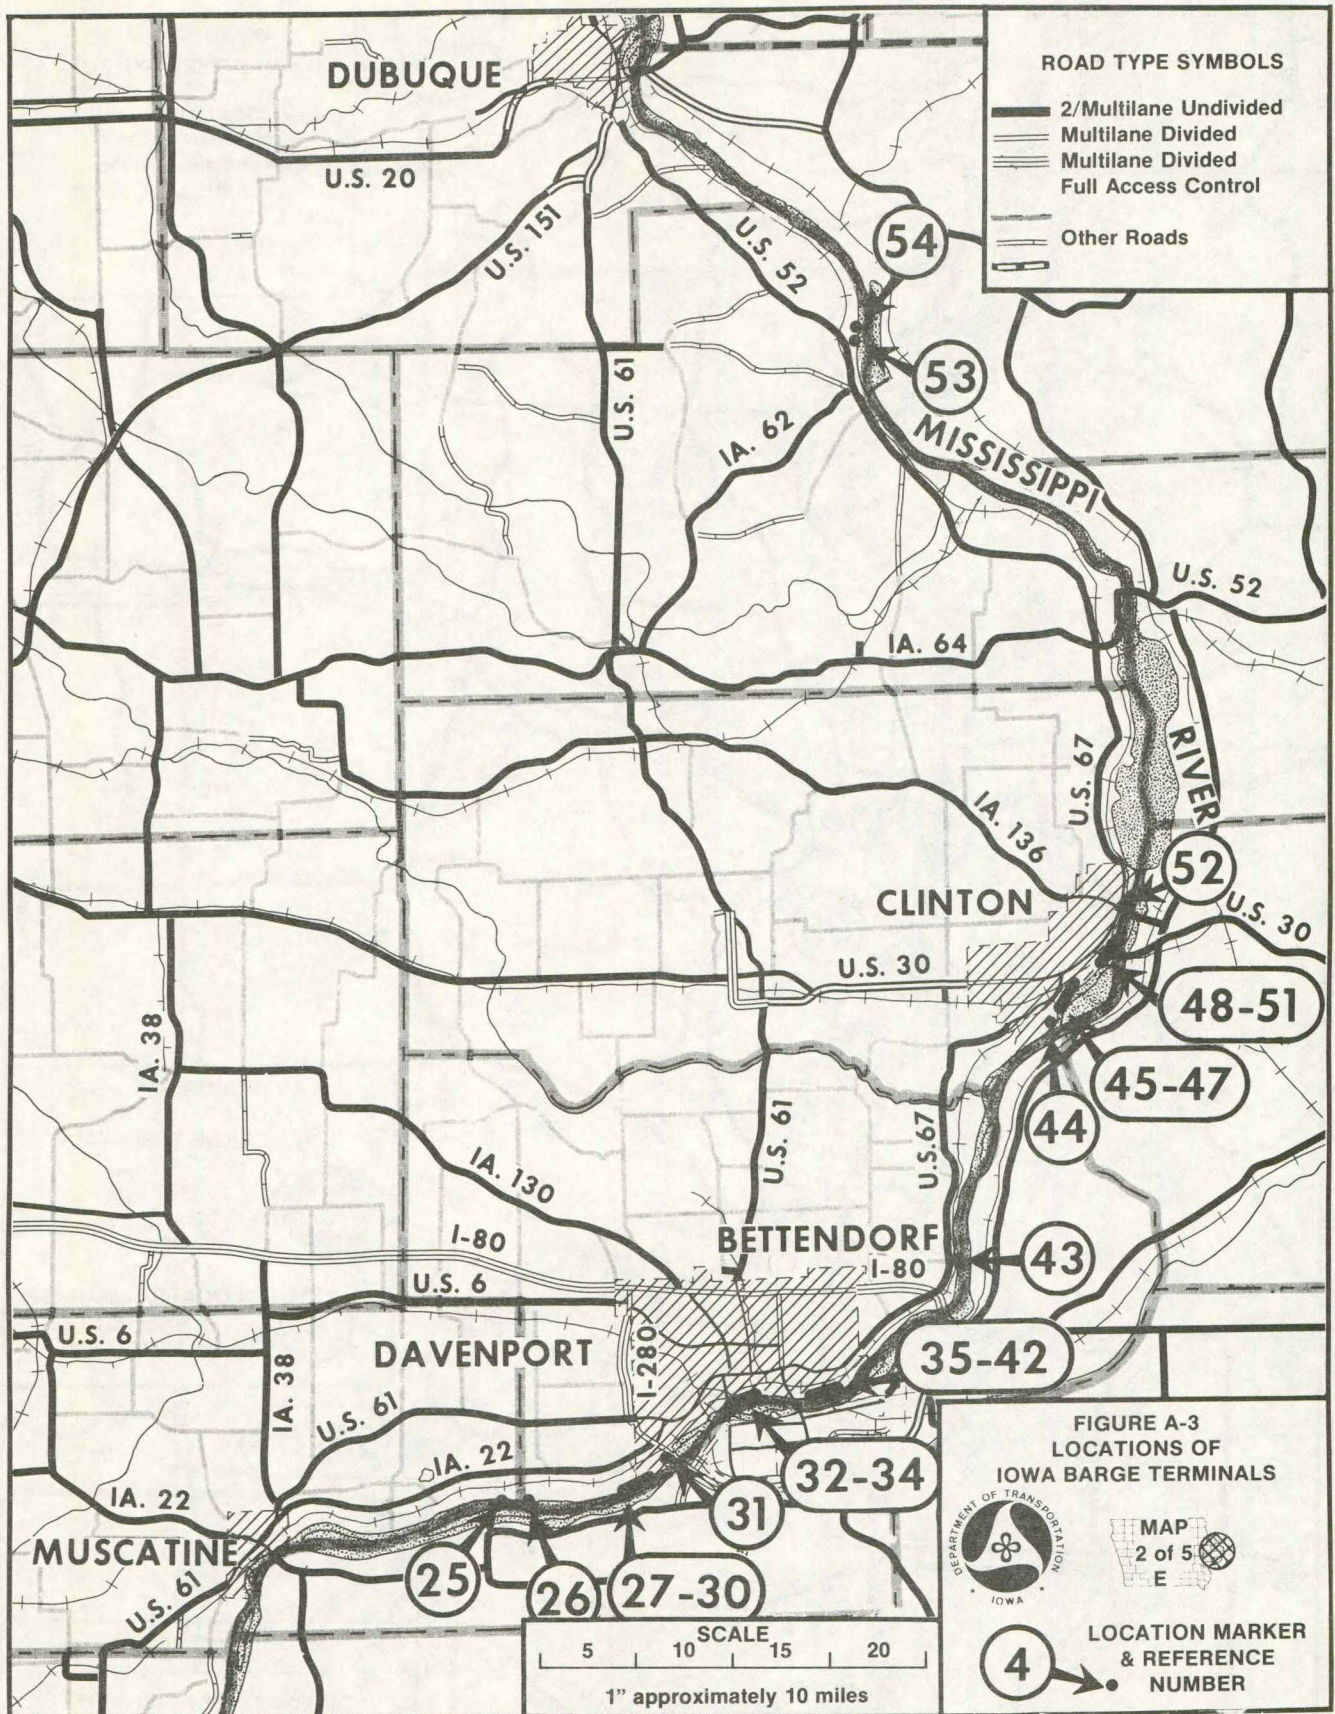 DUBUQUE
ROAD TYPE SYMBOLS
2/Multilane Undivided
Multilane Divided
Multilane Divided
Full Access Control
Other Roads
U.S. 20
U.S. 151
U.S. 52
54
53
U.S. 61
IA. 62
MISSISSIPPI
U.S. 52
IA. 64
RIVER
U.S. 67
IA. 136
52
CLINTON
U.S. 30
U.S. 30
48-51
IA. 38
45-47
44
U.S. 61
U.S.67
IA. 130
BETTENDORF
I-80
I-80
43
U.S. 6
U.S. 6
DAVENPORT
I-280
35-42
IA. 38
U.S. 61
IA. 22
32-34
31
IA. 22
MUSCATINE
25
26
27-30
U.S. 61
SCALE
5 10 15 20
1" approximately 10 miles
FIGURE A-3
LOCATIONS OF
IOWA BARGE TERMINALS
DEPARTMENT OF TRANSPORTATION
IOWA
MAP
2 of 5
E
4
LOCATION MARKER
& REFERENCE
NUMBER